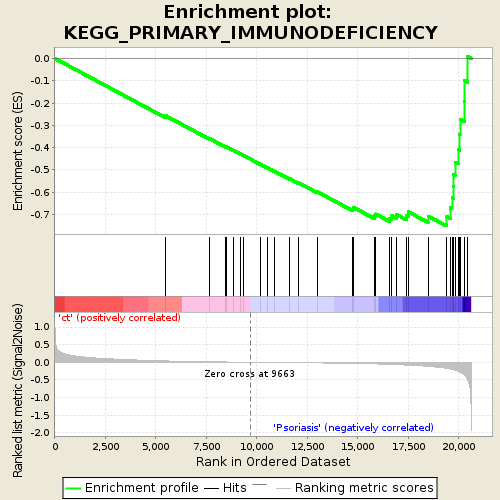 Enrichment plot:
KEGG_PRIMARY_IMMUNODEFICIENCY
Enrichment score (ES)
0.0
-0.1
-0.2
-0.3
-0.4
-0.5
-0.6
-0.7
'ct' (positively correlated)
Ranked list metric (Signal2Noise)
1.0
0.5
0.0
-0.5
-1.0
-1.5
-2.0
Zero cross at 9663
'Psoriasis' (negatively correlated)
0 2,500 5,000 7,500 10,000 12,500 15,000 17,500 20,000
Rank in Ordered Dataset
Enrichment profile Hits Ranking metric scores